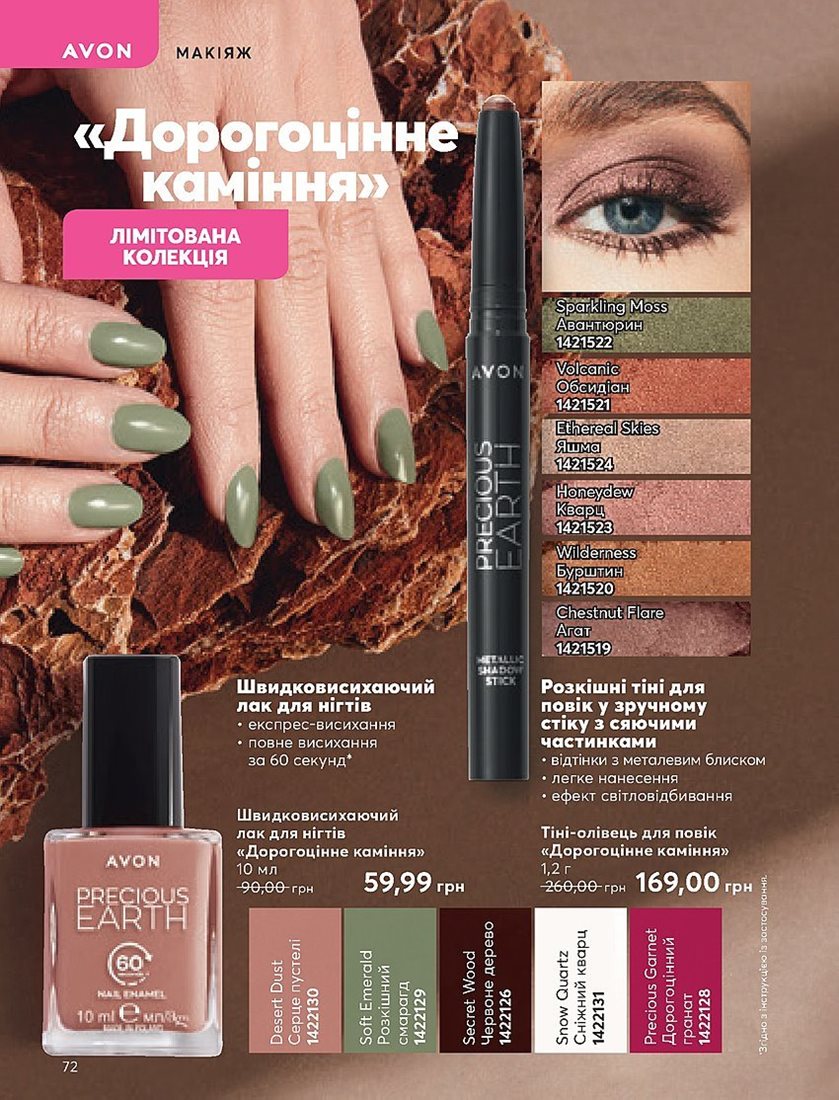 AVON
МАКІЯЖ
«Дорогоцінне
каміння»
ЛІМІТОВАНА
КОЛЕКЦІЯ
Sparkling Moss
Авантюрин
1421522
Volcanic
Обсидіан
1421521
Ethereal Skies
Яшма
1421524
Honeydew
Кварц
1421523
Wilderness
Бурштин
1421520
Chestnut Flare
Агат
1421519
AVON
PRECIOUS
EARTH
METALLIC
SHADOW
STICK
Швидковисихаючий
лак для нігтів
• експрес-висихання
• повне висихання
за 60 секунд*
Швидковисихаючий
лак для нігтів
«Дорогоцінне каміння»
10 мл
90,00 грн 59,99 грн
Розкішні тіні для
повік у зручному
стіку з сяючими
частинками
• відтінки з металевим блиском
• легке нанесення
• ефект світловідбивання
Тіні-олівець для повік
«Дорогоцінне каміння»
1,2 г
260,00 грн 169,00 грн
AVON
PRECIOUS
EARTH
60
NAIL ENAMEL
10 ml e мл
MADE IN POLAND
Desert Dust
Серце пустелі
1422130
Soft Emerald
Розкішний
смарагд
1422129
Secret Wood
Червоне дерево
1422126
Snow Quartz
Сніжний кварц
1422131
Precious Garnet
Дорогоцінний
гранат
1422128
*Згідно з інструкцією із застосування.
72